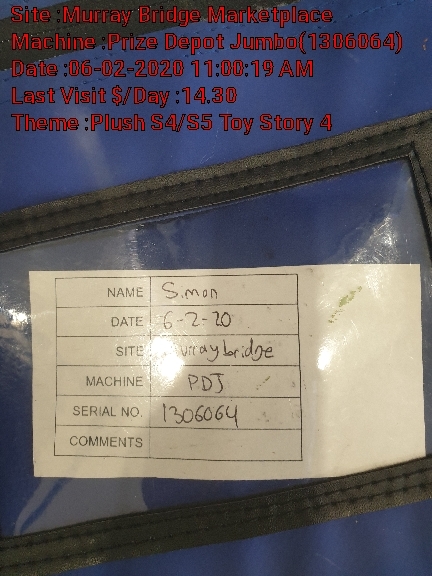 Site :Murray Bridge Marketplace
Machine :Prize Depot Jumbo(1306064)
Date :06-02-2020 11:00:19 AM
Last Visit $/Day :14.30
Theme :Plush S4/S5 Toy Story 4
NAME Simon
DATE 6-2-20
SITE Murraybridge
MACHINE PDJ
SERIAL NO. 1306064
COMMENTS